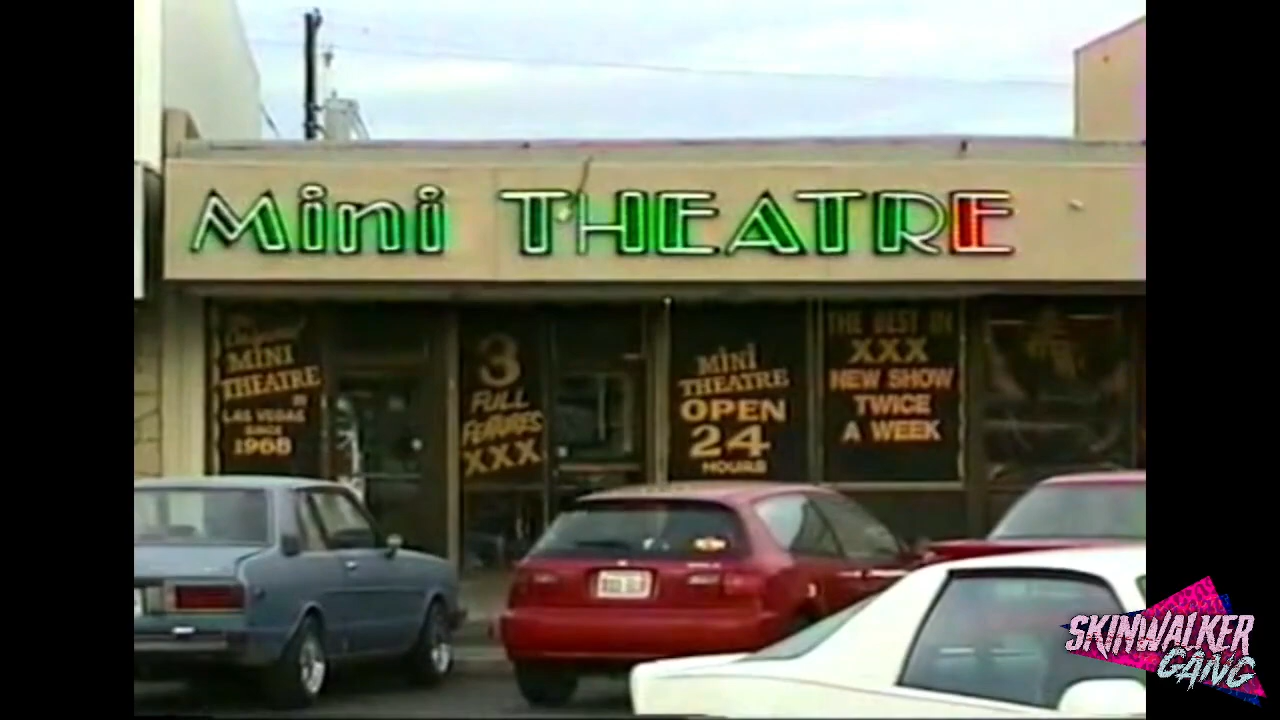 Mini THEATRE
Original
MINI
THEATRE
IN
LAS VEGAS
SINCE
1968
3
FULL
FEATURES
XXX
MINI
THEATRE
OPEN
24
HOURS
THE BEST IN
XXX
NEW SHOW
TWICE
A WEEK
SKINWALKER
GANG